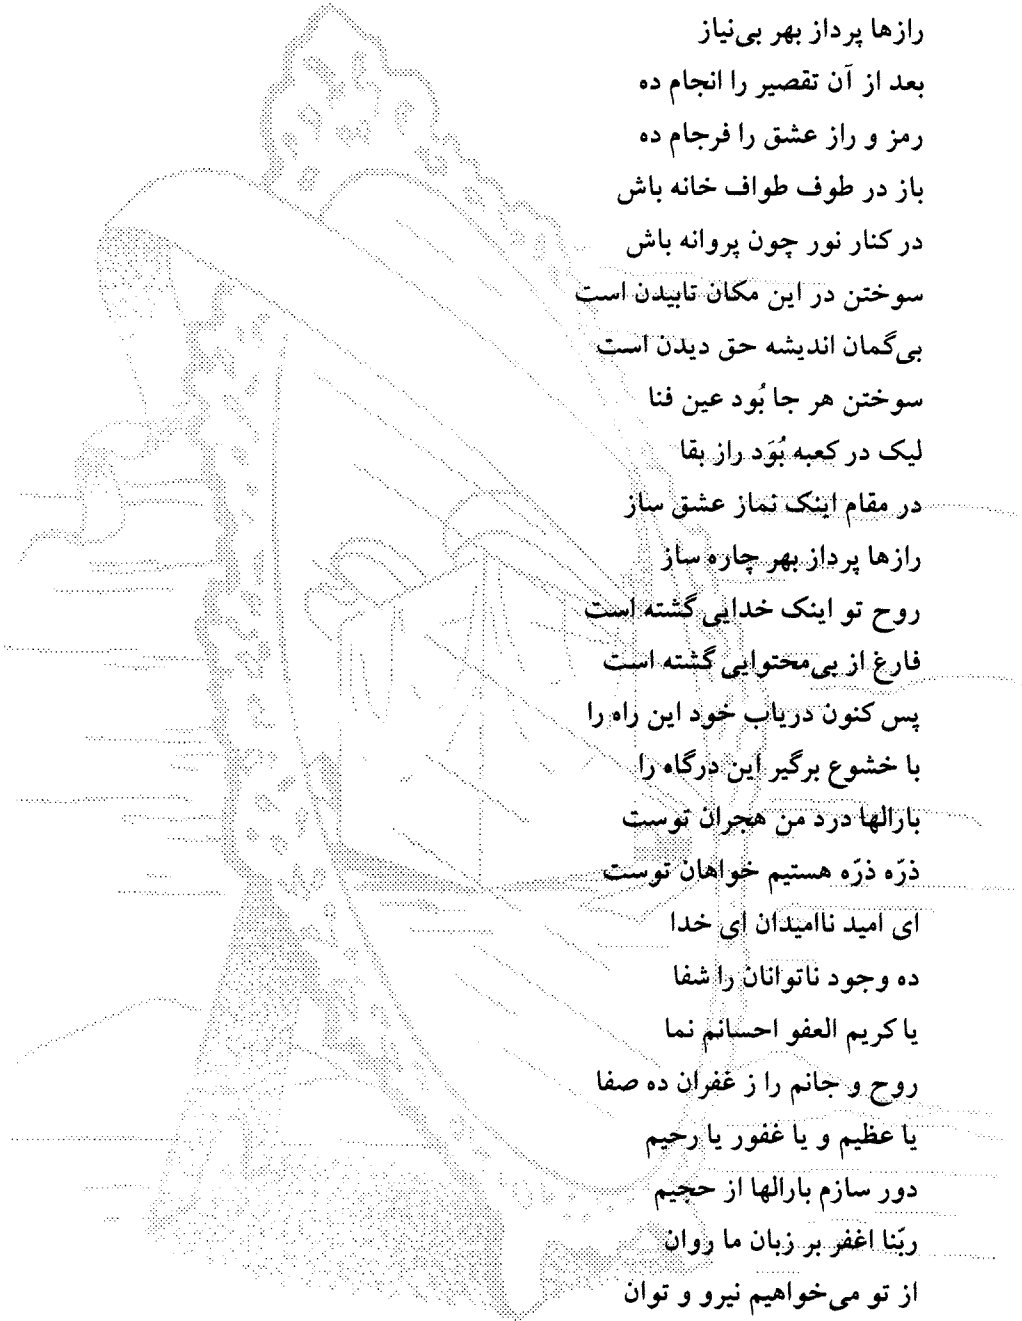 رازها پرداز بهر بی‌نیاز
بعد از آن تقصیر را انجام ده
رمز و راز عشق را فرجام ده
باز در طوف طواف خانه باش
در کنار نور چون پروانه باش
سوختن در این مکان تابیدن است
بی‌گمان اندیشه حق دیدن است
سوختن هر جا بُود عین فنا
لیک در کعبه بُوَد راز بقا
در مقام اینک نماز عشق ساز
رازها پرداز بهر چاره ساز
روح تو اینک خدایی گشته است
فارغ از بی‌محتوایی گشته است
پس کنون دریاب خود این راه را
با خشوع برگیر این درگاه را
بارالها درد من هجران توست
ذرّه ذرّه هستیم خواهان توست
ای امید ناامیدان ای خدا
ده وجود ناتوانان را شفا
یا کریم العفو احسانم نما
روح و جانم را ز غفران ده صفا
یا عظیم و یا غفور یا رحیم
دور سازم بارالها از حجیم
ربّنا اغفر بر زبان ما روان
از تو می‌خواهیم نیرو و توان